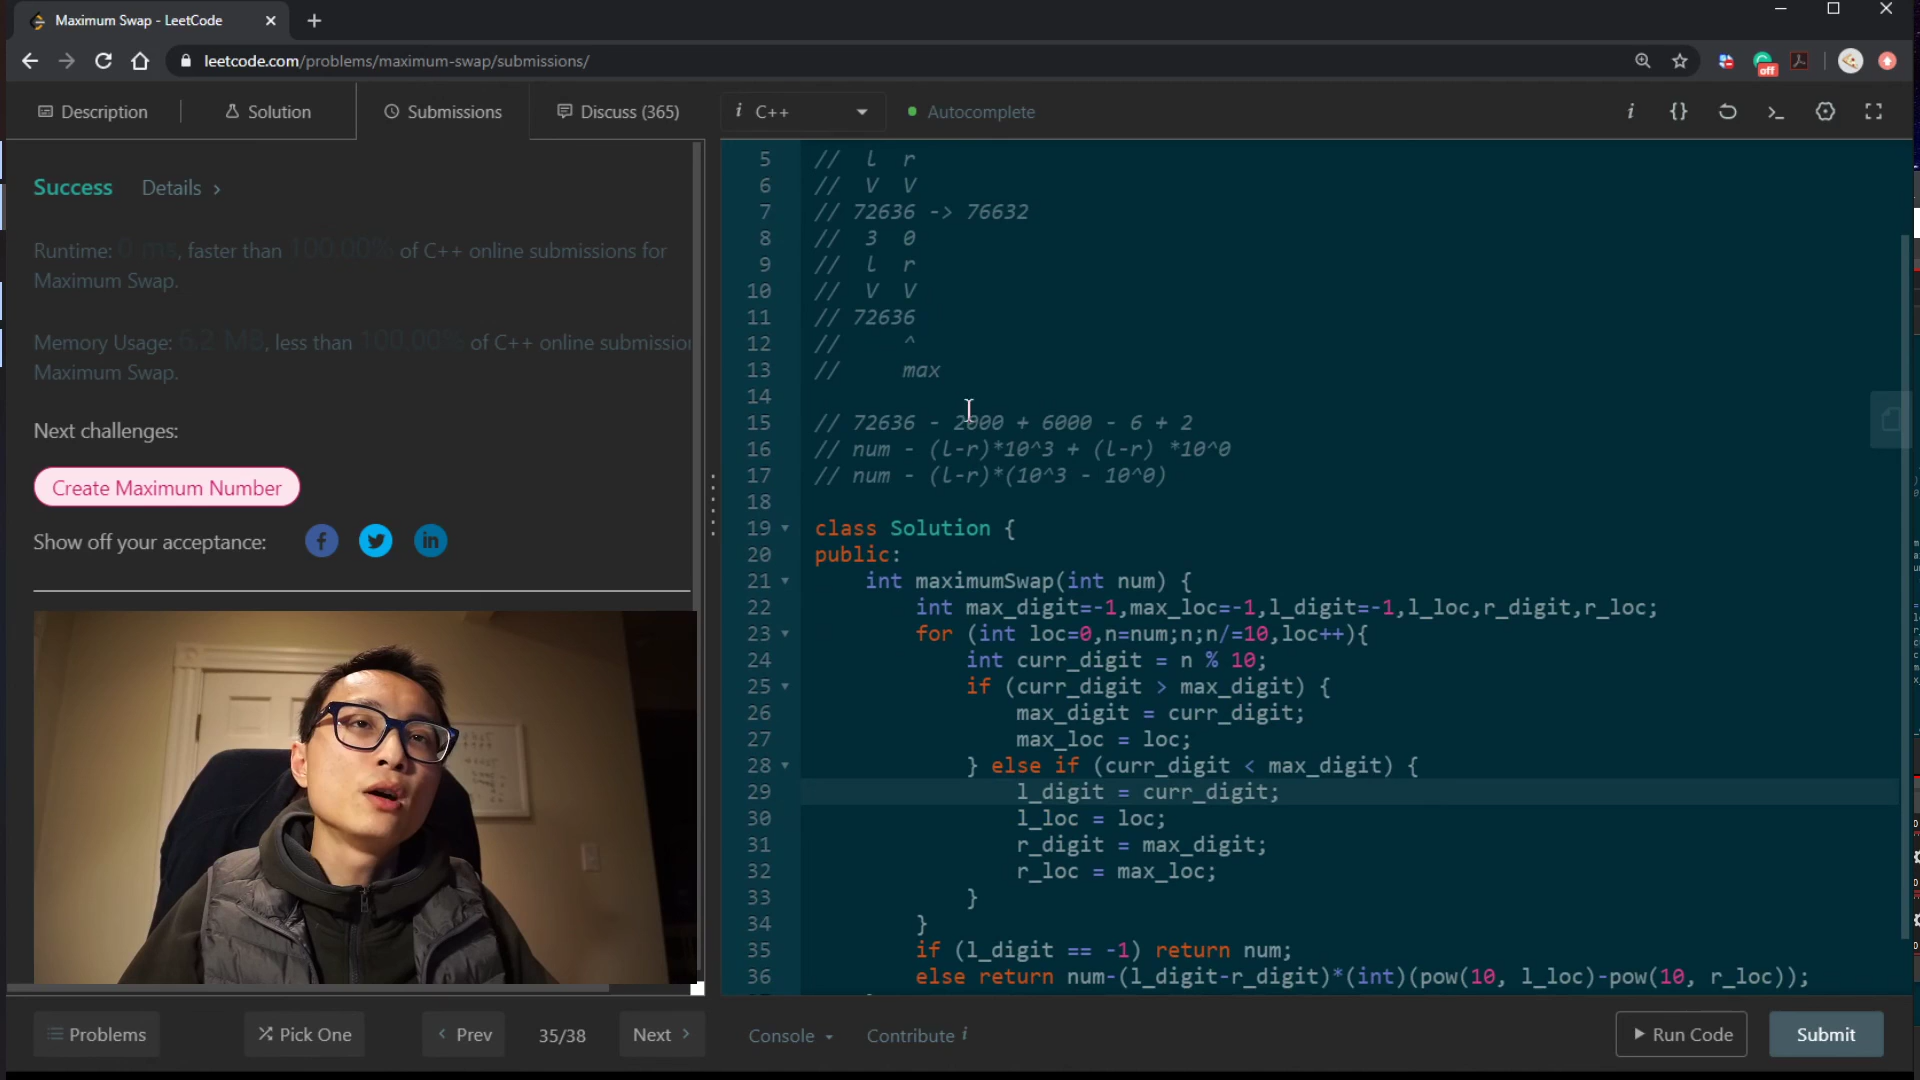 Maximum Swap - LeetCode
leetcode.com/problems/maximum-swap/submissions/
off
Description
Solution
Submissions
Discuss (365)
i C++
Autocomplete
Success Details
Runtime: 0 ms, faster than 100.00% of C++ online submissions for
Maximum Swap.
Memory Usage: 6.2 MB, less than 100.00% of C++ online submissio
Maximum Swap.
Next challenges:
Create Maximum Number
Show off your acceptance:
5 // l r
6 // V V
7 // 72636 -> 76632
8 // 3 0
9 // l r
10 // V V
11 // 72636
12 // ^
13 // max
14
15 // 72636 - 2000 + 6000 - 6 + 2
16 // num - (l-r)*10^3 + (l-r) *10^0
17 // num - (l-r)*(10^3 - 10^0)
18
19 class Solution {
20 public:
21 int maximumSwap(int num) {
22 int max_digit=-1,max_loc=-1,l_digit=-1,l_loc,r_digit,r_loc;
23 for (int loc=0,n=num;n;n/=10,loc++){
24 int curr_digit = n % 10;
25 if (curr_digit > max_digit) {
26 max_digit = curr_digit;
27 max_loc = loc;
28 } else if (curr_digit < max_digit) {
29 l_digit = curr_digit;
30 l_loc = loc;
31 r_digit = max_digit;
32 r_loc = max_loc;
33 }
34 }
35 if (l_digit == -1) return num;
36 else return num-(l_digit-r_digit)*(int)(pow(10, l_loc)-pow(10, r_loc));
Problems
Pick One
Prev
35/38
Next
Console
Contribute i
Run Code
Submit